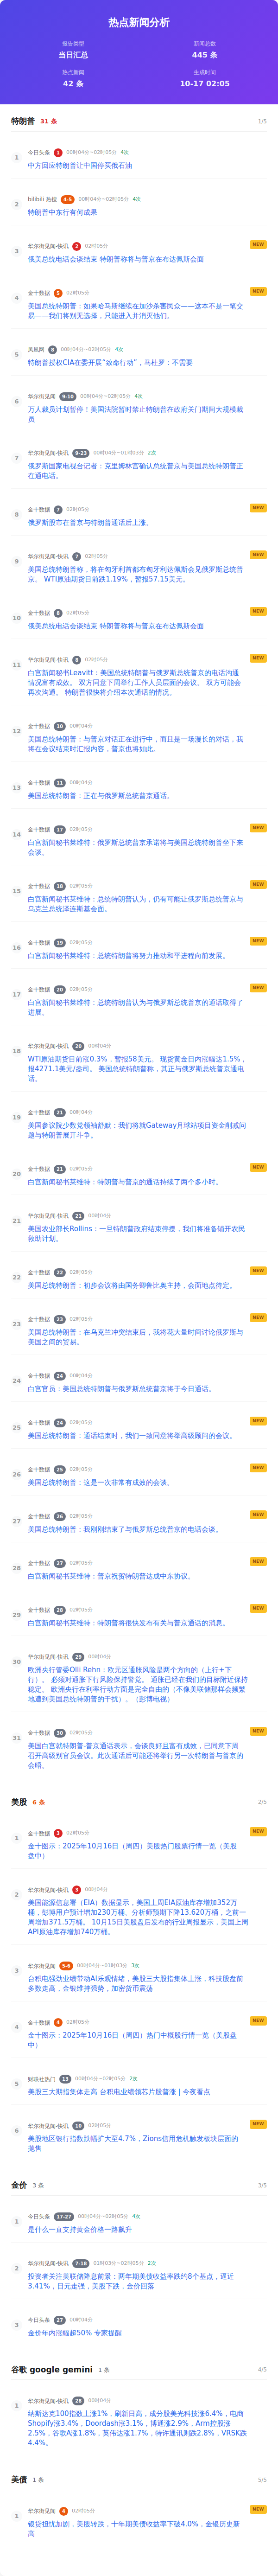 热点新闻分析
报告类型
新闻总数
当日汇总
445 条
热点新闻
生成时间
42 条
10-17 02:05
特朗普 31 条
1/5
1
今日头条 1 00时04分~02时05分 4次
中方回应特朗普让中国停买俄石油
2
bilibili 热搜 4-5 00时04分~02时05分 4次
特朗普中东行有何成果
3
华尔街见闻-快讯 2 02时05分
NEW
俄美总统电话会谈结束 特朗普称将与普京在布达佩斯会面
4
金十数据 5 02时05分
NEW
美国总统特朗普：如果哈马斯继续在加沙杀害民众——这本不是一笔交
易——我们将别无选择，只能进入并消灭他们。
5
凤凰网 8 00时04分~02时05分 4次
特朗普授权CIA在委开展“致命行动”，马杜罗：不需要
6
华尔街见闻 9-10 00时04分~02时05分 4次
万人裁员计划暂停！美国法院暂时禁止特朗普在政府关门期间大规模裁
员
7
华尔街见闻-快讯 9-23 00时04分~01时03分 2次
俄罗斯国家电视台记者：克里姆林宫确认总统普京与美国总统特朗普正
在通电话。
8
金十数据 7 02时05分
NEW
俄罗斯股市在普京与特朗普通话后上涨。
9
华尔街见闻-快讯 7 02时05分
NEW
美国总统特朗普称，将在匈牙利首都布达佩斯会见俄罗斯总统普
京。 WTI原油期货日前跌1.19%，暂报57.15美元。
10
金十数据 8 02时05分
NEW
俄美总统电话会谈结束 特朗普称将与普京在布达佩斯会面
11
华尔街见闻-快讯 9 02时05分
NEW
白宫新闻秘书Leavitt：美国总统特朗普与俄罗斯总统普京的电话沟通
情况富有成效。 双方同意下周举行工作人员层面的会议。 双方可能会
再次沟通。 特朗普很快将介绍本次通话的情况。
12
金十数据 10 00时04分
美国总统特朗普：与普京对话正在进行中，而且是一场漫长的对话，我
将在会议结束时汇报内容，普京也将如此。
13
金十数据 11 00时04分
美国总统特朗普：正在与俄罗斯总统普京通话。
14
金十数据 17 02时05分
NEW
白宫新闻秘书莱维特：俄罗斯总统普京承诺将与美国总统特朗普坐下来
会谈。
15
金十数据 18 02时05分
NEW
白宫新闻秘书莱维特：总统特朗普认为，仍有可能让俄罗斯总统普京与
乌克兰总统泽连斯基会面。
16
金十数据 19 02时05分
NEW
白宫新闻秘书莱维特：总统特朗普将努力推动和平进程向前发展。
17
金十数据 20 02时05分
NEW
白宫新闻秘书莱维特：总统特朗普认为与俄罗斯总统普京的通话取得了
进展。
18
华尔街见闻-快讯 20 00时04分
WTI原油期货日前涨0.3%，暂报58美元。 现货黄金日内涨幅达1.5%，
报4271.1美元/盎司。 美国总统特朗普称，其正与俄罗斯总统普京通电
话。
19
金十数据 21 00时04分
美国参议院少数党领袖舒默：我们将就Gateway月球站项目资金削减问
题与特朗普展开斗争。
20
金十数据 21 02时05分
NEW
白宫新闻秘书莱维特：特朗普与普京的通话持续了两个多小时。
21
华尔街见闻-快讯 21 00时04分
美国农业部长Rollins：一旦特朗普政府结束停摆，我们将准备铺开农民
救助计划。
22
金十数据 22 02时05分
NEW
美国总统特朗普：初步会议将由国务卿鲁比奥主持，会面地点待定。
23
金十数据 23 02时05分
NEW
美国总统特朗普：在乌克兰冲突结束后，我将花大量时间讨论俄罗斯与
美国之间的贸易。
24
金十数据 24 00时04分
白宫官员：美国总统特朗普与俄罗斯总统普京将于今日通话。
25
金十数据 24 02时05分
NEW
美国总统特朗普：通话结束时，我们一致同意将举高级顾问的会议。
26
金十数据 25 02时05分
NEW
美国总统特朗普：这是一次非常有成效的会谈。
27
金十数据 26 02时05分
NEW
美国总统特朗普：我刚刚结束了与俄罗斯总统普京的电话会谈。
28
金十数据 27 02时05分
NEW
白宫新闻秘书莱维特：普京祝贺特朗普达成中东协议。
29
金十数据 28 02时05分
NEW
白宫新闻秘书莱维特：特朗普将很快发布有关与普京通话的消息。
30
华尔街见闻-快讯 29 00时04分
欧洲央行管委Olli Rehn：欧元区通胀风险是两个方向的（上行+下
行）。 必须对通胀下行风险保持警觉。 通胀已经在我们的目标附近保持
稳定。 欧洲央行在利率行动方面是完全自由的（不像美联储那样会频繁
地遭到美国总统特朗普的干扰）。（彭博电视）
31
金十数据 30 02时05分
NEW
美国白宫就特朗普-普京通话表示，会谈良好且富有成效，已同意下周
召开高级别官员会议。此次通话后可能还将举行另一次特朗普与普京的
会晤。
美股 6 条
2/5
1
金十数据 3 02时05分
NEW
金十图示：2025年10月16日（周四）美股热门股票行情一览（美股
盘中）
2
华尔街见闻-快讯 3 00时04分
美国能源信息署（EIA）数据显示，美国上周EIA原油库存增加352万
桶，彭博用户预计增加230万桶、分析师预期下降13.620万桶，之前一
周增加371.5万桶。 10月15日美股盘后发布的行业周报显示，美国上周
API原油库存增加740万桶。
3
华尔街见闻 5-6 00时04分~01时03分 3次
台积电强劲业绩带动AI乐观情绪，美股三大股指集体上涨，科技股盘前
多数走高，金银维持强势，加密货币震荡
4
金十数据 4 02时05分
NEW
金十图示：2025年10月16日（周四）热门中概股行情一览（美股盘
中）
5
财联社热门 13 00时04分~02时05分 2次
美股三大期指集体走高 台积电业绩领芯片股普涨 | 今夜看点
6
华尔街见闻-快讯 10 02时05分
NEW
美股地区银行指数跌幅扩大至4.7%，Zions信用危机触发板块层面的
抛售
金价 3 条
3/5
1
今日头条 17-27 00时04分~02时05分 4次
是什么一直支持黄金价格一路飙升
2
华尔街见闻-快讯 7-18 02时03分~02时05分 2次
投资者关注美联储降息前景：两年期美债收益率跌约8个基点，逼近
3.41%，日元走强，美股下跌，金价回落
3
今日头条 27 00时04分
金价年内涨幅超50% 专家提醒
谷歌 google gemini 1 条
4/5
1
华尔街见闻-快讯 28 00时04分
纳斯达克100指数上涨1%，刷新日高，成分股美光科技涨6.4%，电商
Shopify涨3.4%，Doordash涨3.1%，博通涨2.9%，Arm控股涨
2.5%，谷歌A涨1.8%，英伟达涨1.7%，特许通讯则跌2.8%，VRSK跌
4.4%。
美债 1 条
5/5
1
华尔街见闻 4 02时05分
NEW
银贷担忧加剧，美股转跌，十年期美债收益率下破4.0%，金银历史新
高